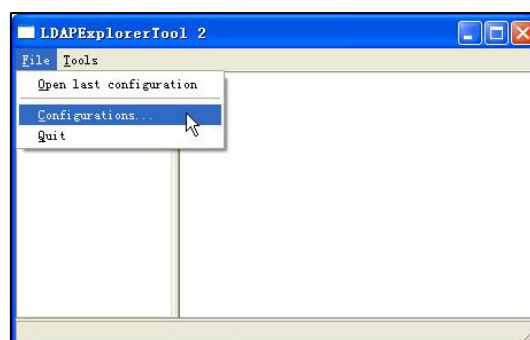 LDAPExplorerTool 2
File Tools
Open last configuration
Configurations...
Quit